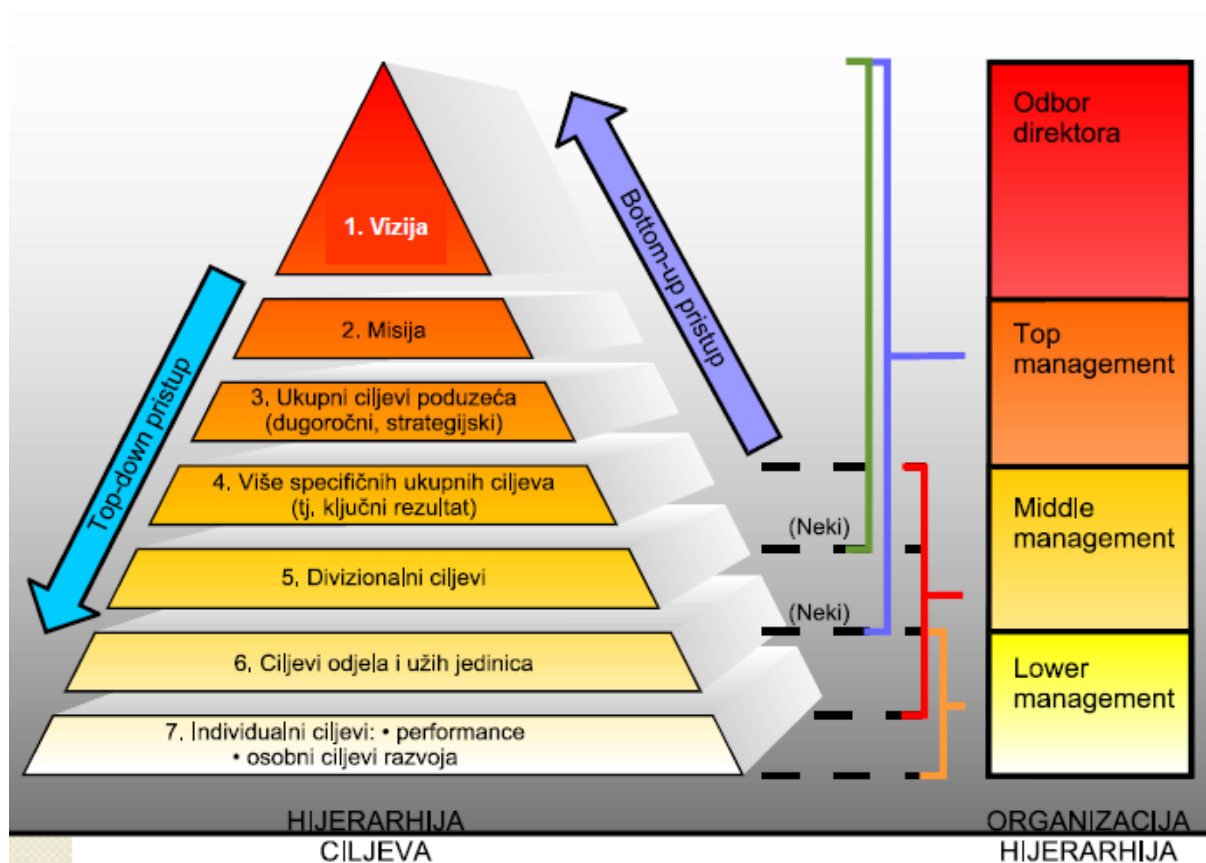 1. Vizija
2. Misija
3. Ukupni ciljevi poduzeća
(dugoročni, strategijski)
4. Više specifičnih ukupnih ciljeva
(tj. ključni rezultat)
5. Divizionalni ciljevi
6. Ciljevi odjela i užih jedinica
7. Individualni ciljevi: • performance
• osobni ciljevi razvoja
Top-down pristup
Bottom-up pristup
(Neki)
(Neki)
Odbor
direktora
Top
management
Middle
management
Lower
management
HIJERARHIJA
CILJEVA
ORGANIZACIJA
HIJERARHIJA